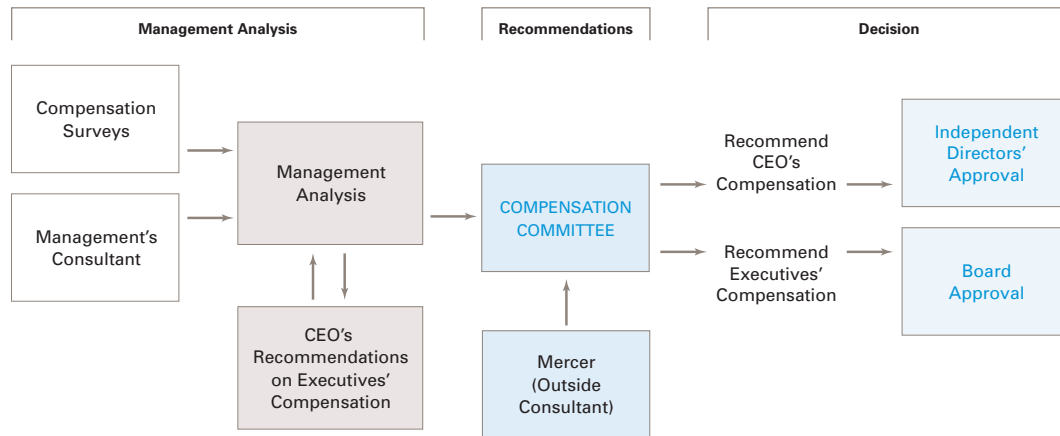 Management Analysis
Recommendations
Decision
Compensation
Surveys
Management's
Consultant
Management
Analysis
CEO's
Recommendations
on Executives'
Compensation
COMPENSATION
COMMITTEE
Mercer
(Outside
Consultant)
Recommend
CEO's
Compensation
Recommend
Executives'
Compensation
Independent
Directors'
Approval
Board
Approval